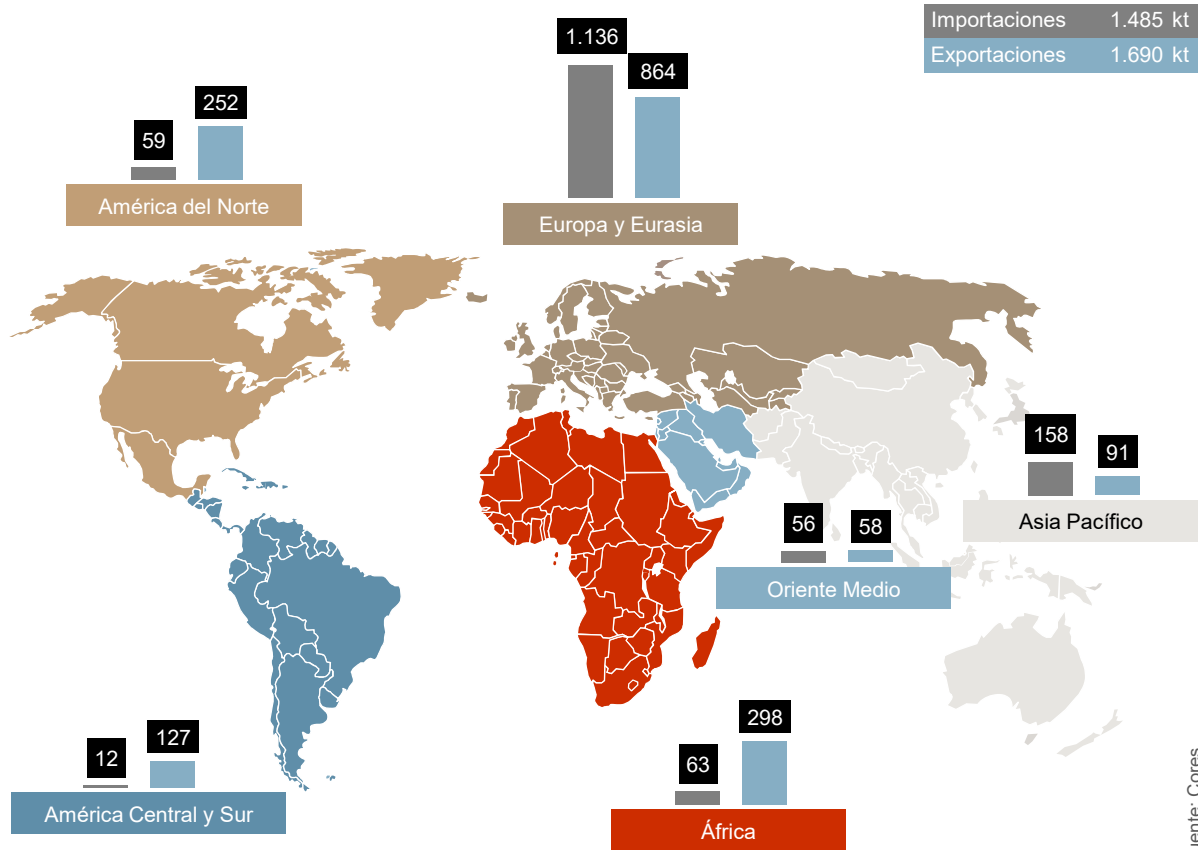 Importaciones 1.485 kt
Exportaciones 1.690 kt
1.136
864
252
59
América del Norte
Europa y Eurasia
158
91
Asia Pacífico
56
58
Oriente Medio
298
127
12
63
América Central y Sur
África
Cores